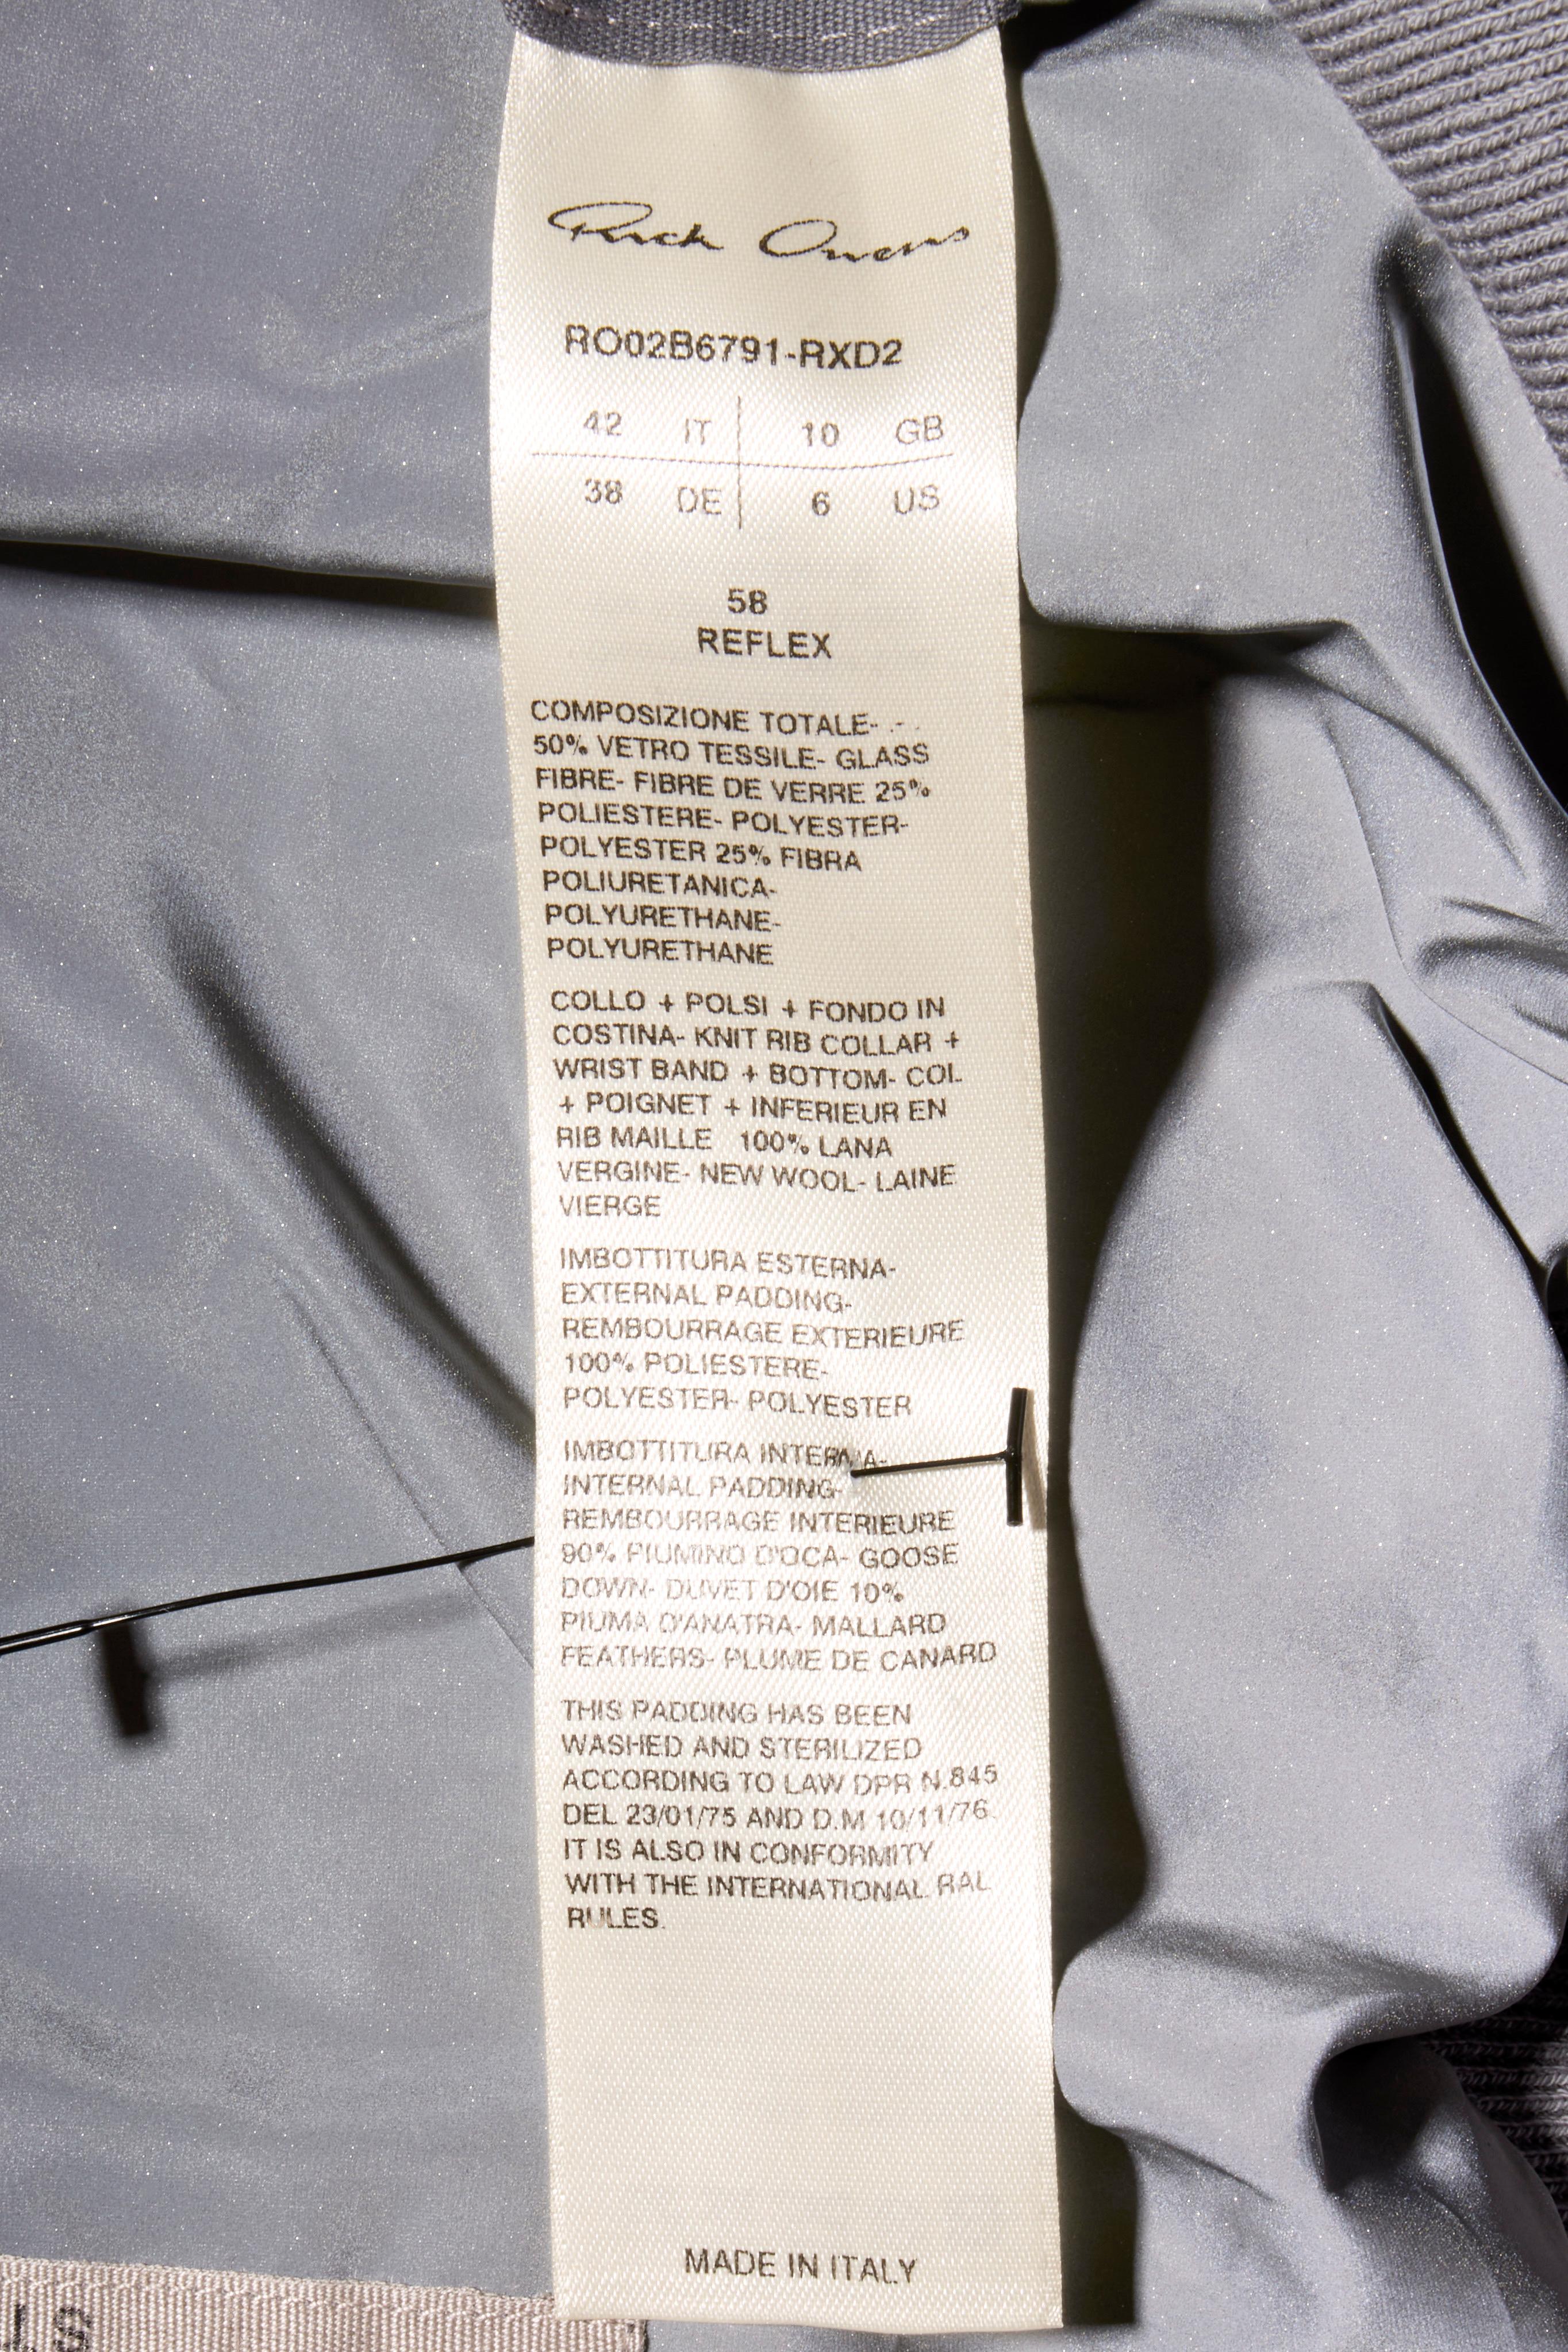 Rick Owens
RO02B6791-RXD2
42 IT 10 GB
38 DE 6 US
58
REFLEX
COMPOSIZIONE TOTALE- .- .
50% VETRO TESSILE- GLASS
FIBRE- FIBRE DE VERRE 25%
POLIESTERE- POLYESTER-
POLYESTER 25% FIBRA
POLIURETANICA-
POLYURETHANE-
POLYURETHANE
COLLO + POLSI + FONDO IN
COSTINA- KNIT RIB COLLAR +
WRIST BAND + BOTTOM- COL
+ POIGNET + INFERIEUR EN
RIB MAILLE 100% LANA
VERGINE- NEW WOOL- LAINE
VIERGE
IMBOTTITURA ESTERNA-
EXTERNAL PADDING-
REMBOURRAGE EXTERIEURE
100% POLIESTERE-
POLYESTER- POLYESTER
IMBOTTITURA INTERNA-
INTERNAL PADDING-
REMBOURRAGE INTERIEURE
90% PIUMINO D'OCA- GOOSE
DOWN- DUVET D'OIE 10%
PIUMA D'ANATRA- MALLARD
FEATHERS- PLUME DE CANARD
THIS PADDING HAS BEEN
WASHED AND STERILIZED
ACCORDING TO LAW DPR N.845
DEL 23/01/75 AND D.M 10/11/76.
IT IS ALSO IN CONFORMITY
WITH THE INTERNATIONAL RAL
RULES.
MADE IN ITALY